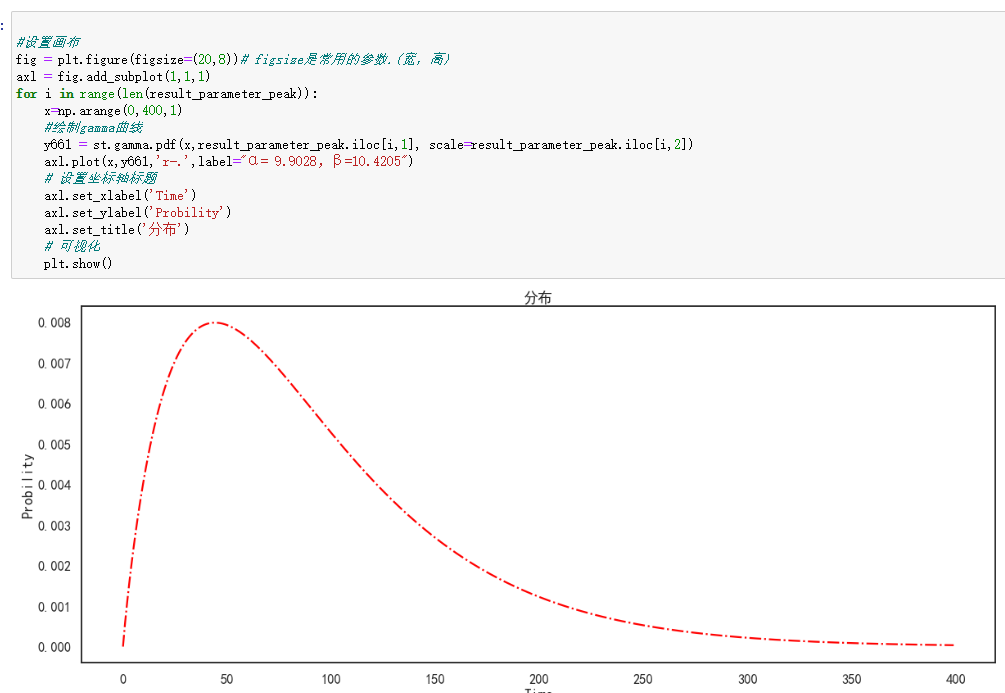 :
#设置画布
fig = plt.figure(figsize=(20,8))# figsize是常用的参数.(宽, 高)
ax1 = fig.add_subplot(1,1,1)
for i in range(len(result_parameter_peak)):
x=np.arange(0,400,1)
#绘制gamma曲线
y661 = st.gamma.pdf(x,result_parameter_peak.iloc[i,1], scale=result_parameter_peak.iloc[i,2])
ax1.plot(x,y661,'r-.',label="α= 9.9028, β=10.4205")
# 设置坐标轴标题
ax1.set_xlabel('Time')
ax1.set_ylabel('Probility')
ax1.set_title('分布')
# 可视化
plt.show()
分布
0.008
0.007
0.006
0.005
0.004
0.003
0.002
0.001
0.000
Probility
0 50 100 150 200 250 300 350 400
Time